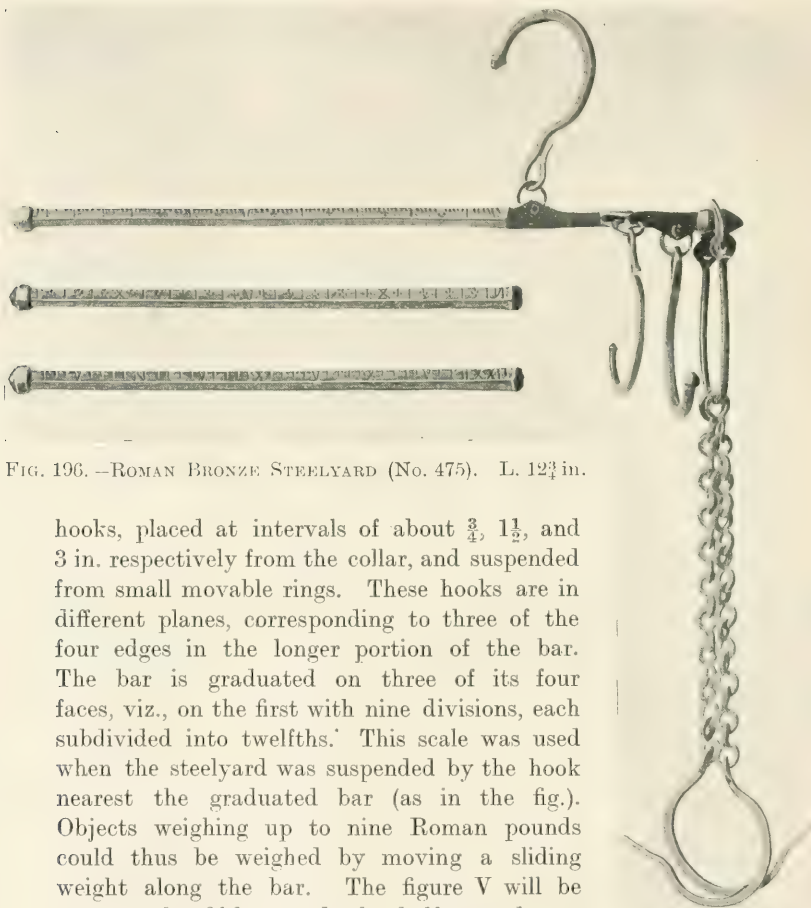 FIG. 196.—ROMAN BRONZE STEELYARD (No. 475). L. 12¾ in.
hooks, placed at intervals of about ¾, 1½, and
3 in. respectively from the collar, and suspended
from small movable rings. These hooks are in
different planes, corresponding to three of the
four edges in the longer portion of the bar.
The bar is graduated on three of its four
faces, viz., on the first with nine divisions, each
subdivided into twelfths. This scale was used
when the steelyard was suspended by the hook
nearest the graduated bar (as in the fig.).
Objects weighing up to nine Roman pounds
could thus be weighed by moving a sliding
weight along the bar. The figure V will be